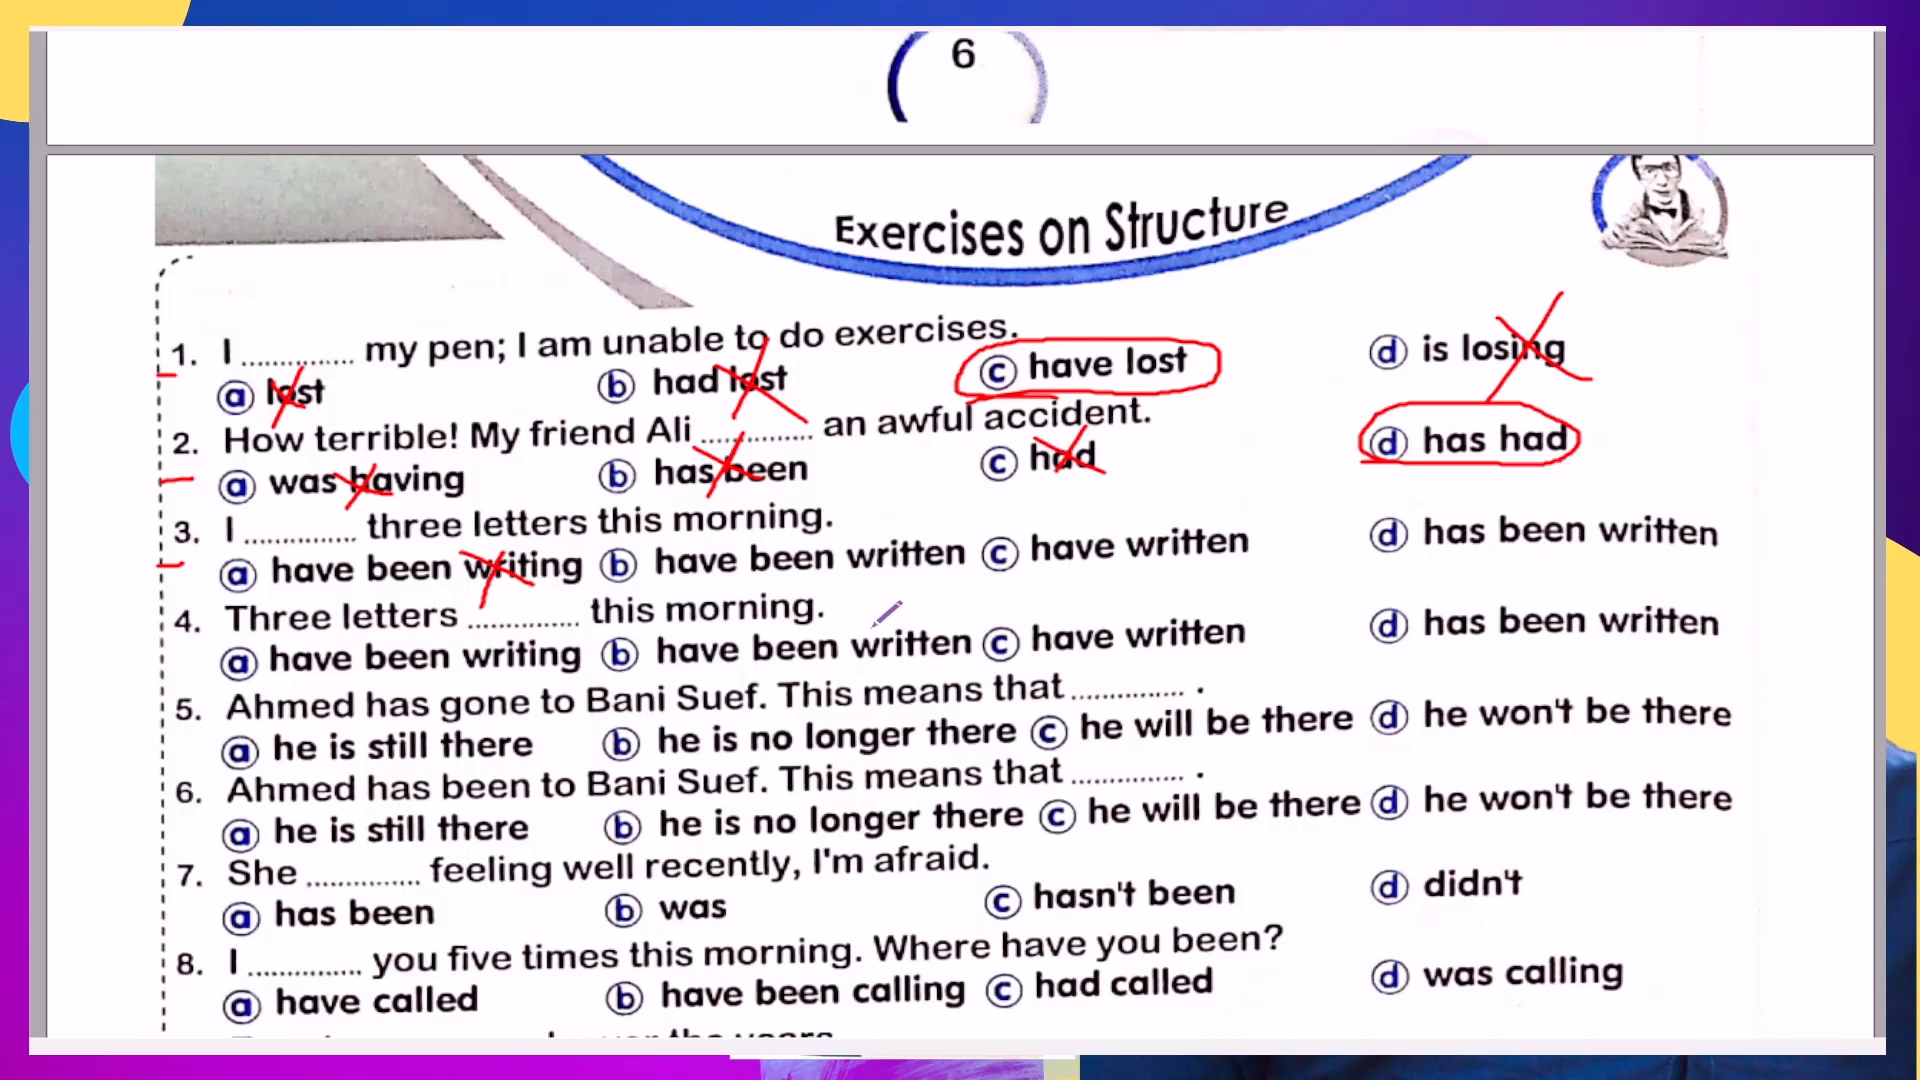 6
Exercises on Structure
1. I .............. my pen; I am unable to do exercises.
a lost b had lost c have lost d is losing
2. How terrible! My friend Ali .............. an awful accident.
a was having b has been c had d has had
3. I .............. three letters this morning.
a have been writing b have been written c have written d has been written
4. Three letters .............. this morning.
a have been writing b have been written c have written d has been written
5. Ahmed has gone to Bani Suef. This means that .............. .
a he is still there b he is no longer there c he will be there d he won't be there
6. Ahmed has been to Bani Suef. This means that .............. .
a he is still there b he is no longer there c he will be there d he won't be there
7. She .............. feeling well recently, I'm afraid.
a has been b was c hasn't been d didn't
8. I .............. you five times this morning. Where have you been?
a have called b have been calling c had called d was calling
over the years